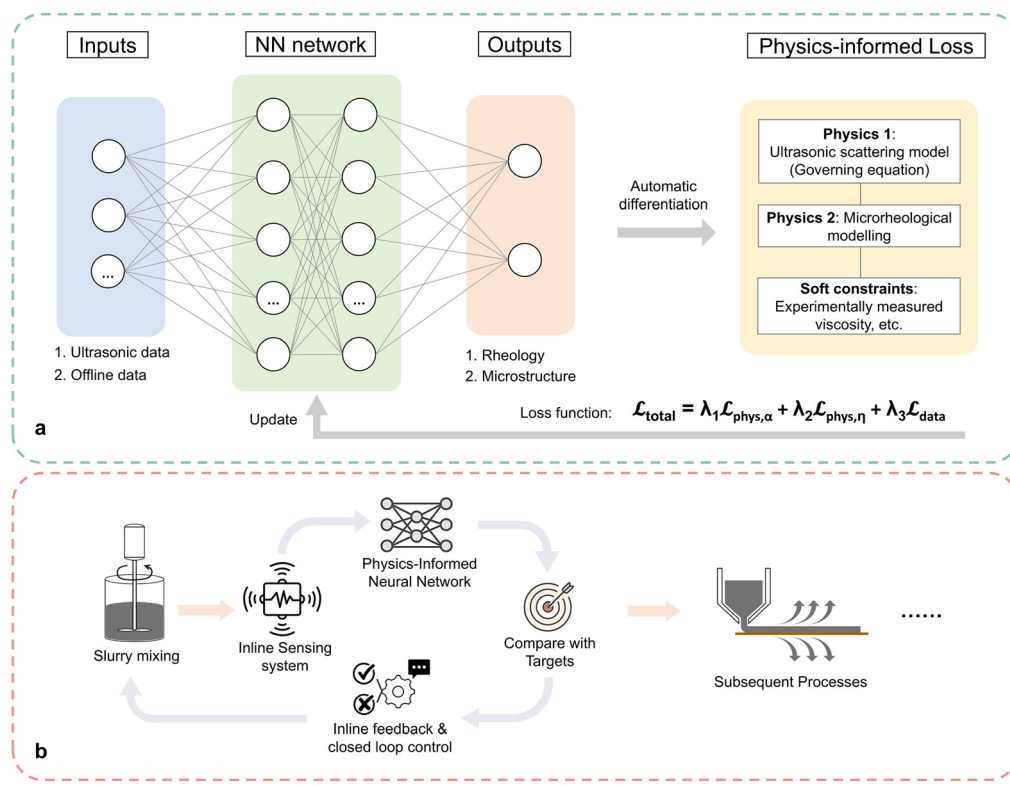 Inputs
NN network
Outputs
Physics-informed Loss
...
...
...
1. Ultrasonic data
2. Offline data
1. Rheology
2. Microstructure
Automatic
differentiation
Physics 1:
Ultrasonic scattering model
(Governing equation)
Physics 2: Microrheological
modelling
Soft constraints:
Experimentally measured
viscosity, etc.
Update
Loss function: ℒtotal = λ₁ℒphys,α + λ₂ℒphys,η + λ₃ℒdata
a
Slurry mixing
Inline Sensing
system
Physics-Informed
Neural Network
Compare with
Targets
Inline feedback &
closed loop control
Subsequent Processes
......
b